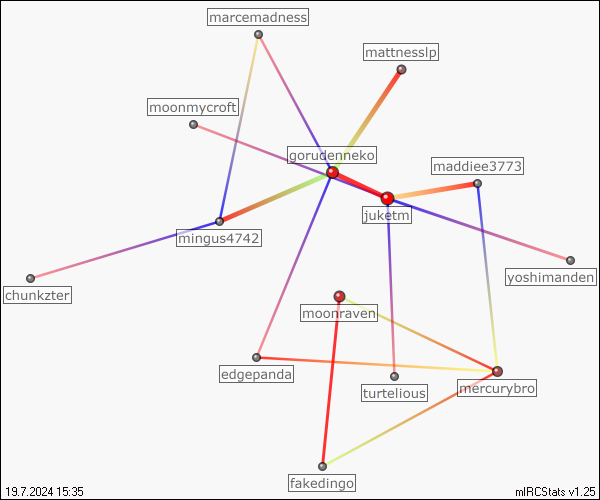 marcemadness
mattnesslp
moonmycroft
gorudenneko
maddiee3773
juketm
mingus4742
yoshimanden
chunkzter
moonraven
edgepanda
turtelious
mercurybro
fakedingo
19.7.2024 15:35
mIRCStats v1.25